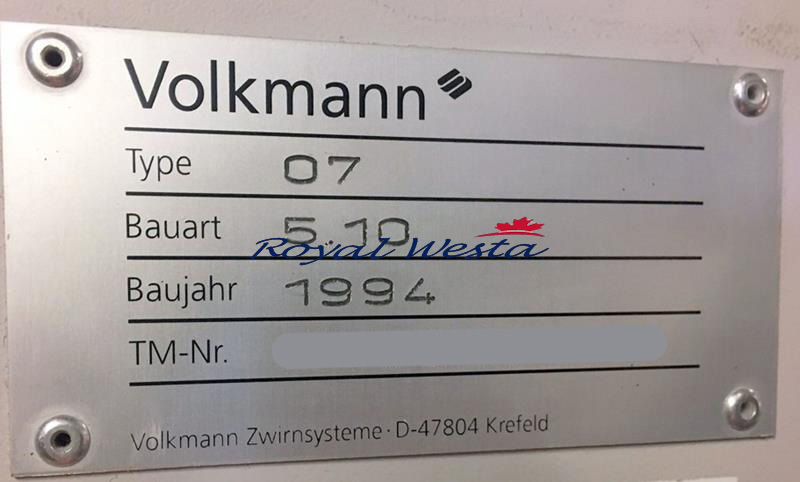 Volkmann
Type 07
Bauart 5.10
Royal Westa
Baujahr 1994
TM-Nr.
Volkmann Zwirnsysteme · D-47804 Krefeld